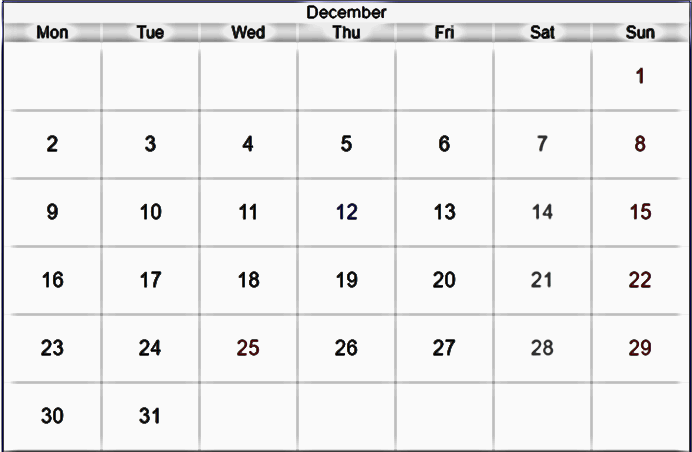 December
Mon Tue Wed Thu Fri Sat Sun
1
2 3 4 5 6 7 8
9 10 11 12 13 14 15
16 17 18 19 20 21 22
23 24 25 26 27 28 29
30 31